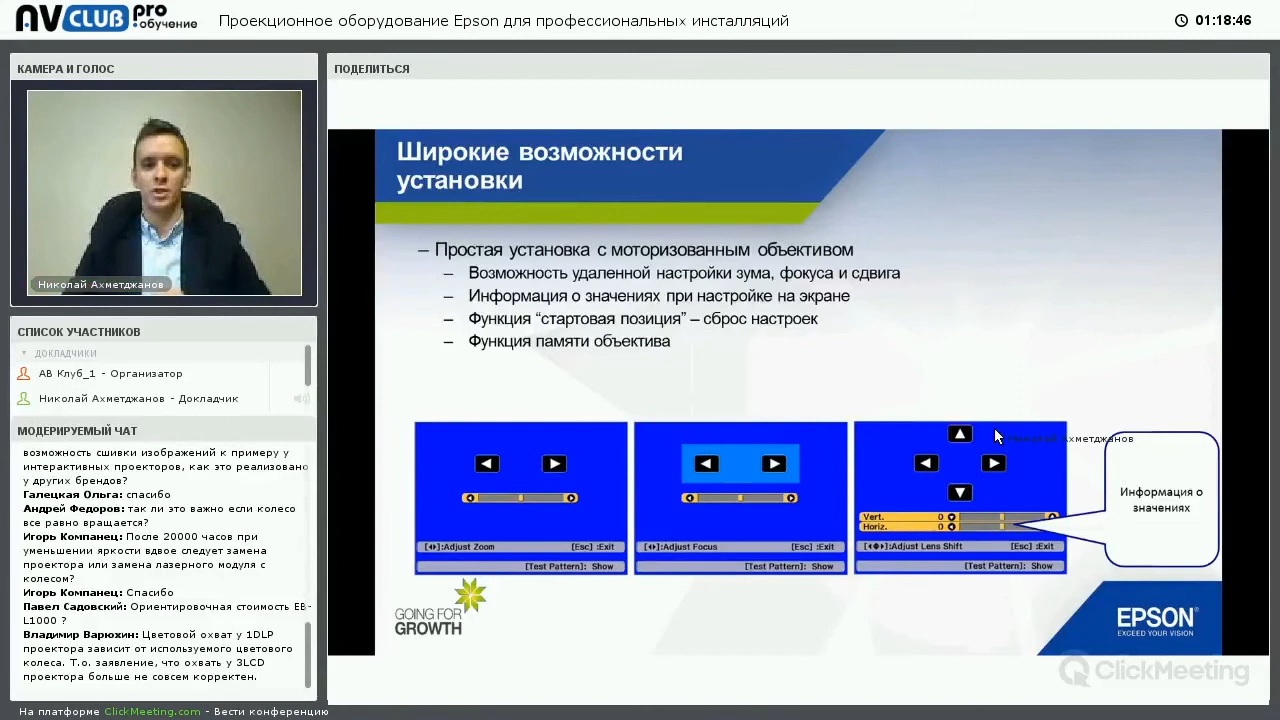 AV CLUB pro обучение
Проекционное оборудование Epson для профессиональных инсталляций
01:18:46
КАМЕРА И ГОЛОС
Николай Ахметджанов
СПИСОК УЧАСТНИКОВ
ДОКЛАДЧИКИ
АВ Клуб_1 - Организатор
Николай Ахметджанов - Докладчик
МОДЕРИРУЕМЫЙ ЧАТ
возможность сшивки изображений к примеру у
интерактивных проекторов, как это реализовано
у других брендов?
Галецкая Ольга: спасибо
Андрей Федоров: так ли это важно если колесо
все равно вращается?
Игорь Компанец: После 20000 часов при
уменьшении яркости вдвое следует замена
проектора или замена лазерного модуля с
колесом?
Игорь Компанец: Спасибо
Павел Садовский: Ориентировочная стоимость EB-
L1000 ?
Владимир Варюхин: Цветовой охват у 1DLP
проектора зависит от используемого цветового
колеса. Т.о. заявление, что охвать у 3LCD
проектора больше не совсем корректен.
На платформе ClickMeeting.com - Вести конференцию
ПОДЕЛИТЬСЯ
Широкие возможности
установки
– Простая установка с моторизованным объективом
– Возможность удаленной настройки зума, фокуса и сдвига
– Информация о значениях при настройке на экране
– Функция “стартовая позиция” – сброс настроек
– Функция памяти объектива
[◄►]:Adjust Zoom [Esc] :Exit
[Test Pattern]: Show
[◄►]:Adjust Focus [Esc] :Exit
[Test Pattern]: Show
Николай Ахметджанов
Vert. 0
Horiz. 0
[◄◆►]:Adjust Lens Shift [Esc] :Exit
[Test Pattern]: Show
Информация о
значениях
GOING FOR
GROWTH
EPSON®
EXCEED YOUR VISION
ClickMeeting